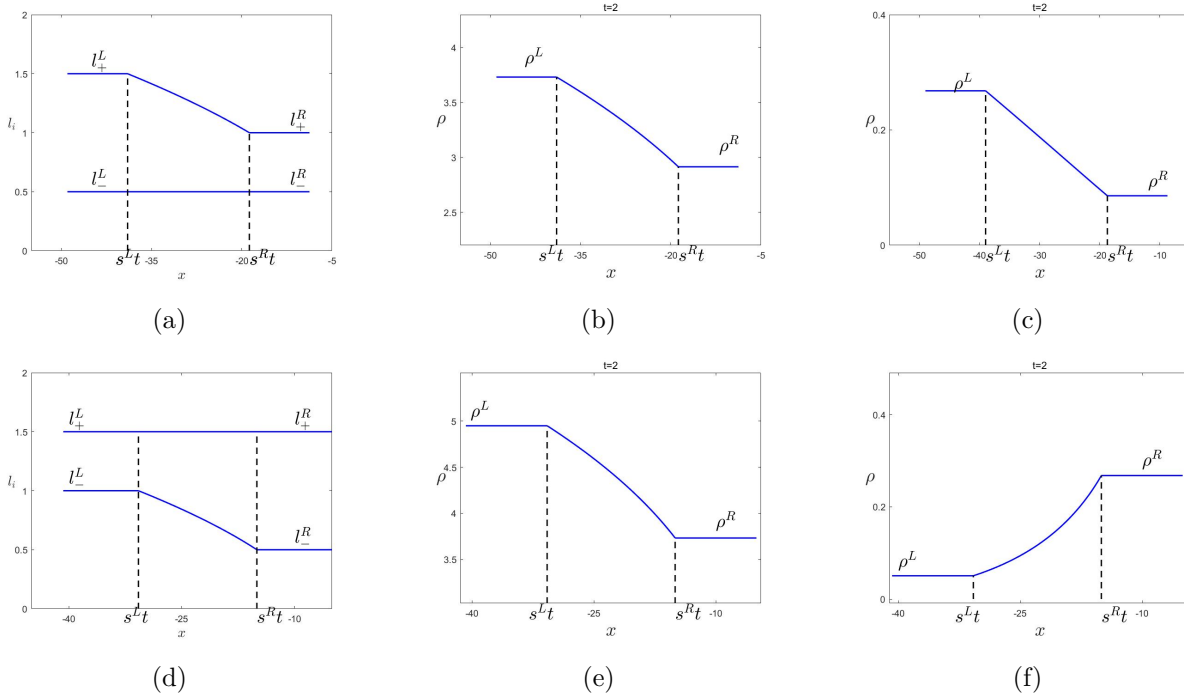 2
1.5
1
0.5
0
l_i
l_+^L
l_-^L
l_+^R
l_-^R
-50
-35
-20
-5
s^L t
s^R t
x
(a)
t=2
4
3.5
3
2.5
ρ
ρ^L
ρ^R
-50
-35
-20
-5
s^L t
s^R t
x
(b)
t=2
0.4
0.2
0
ρ
ρ^L
ρ^R
-50
-40
-30
-20
-10
s^L t
s^R t
x
(c)
2
1.5
1
0.5
0
l_i
l_+^L
l_-^L
l_+^R
l_-^R
-40
-25
-10
s^L t
s^R t
x
(d)
t=2
5
4.5
4
3.5
ρ
ρ^L
ρ^R
-40
-25
-10
s^L t
s^R t
x
(e)
t=2
0.4
0.2
0
ρ
ρ^L
ρ^R
-40
-25
-10
s^L t
s^R t
x
(f)